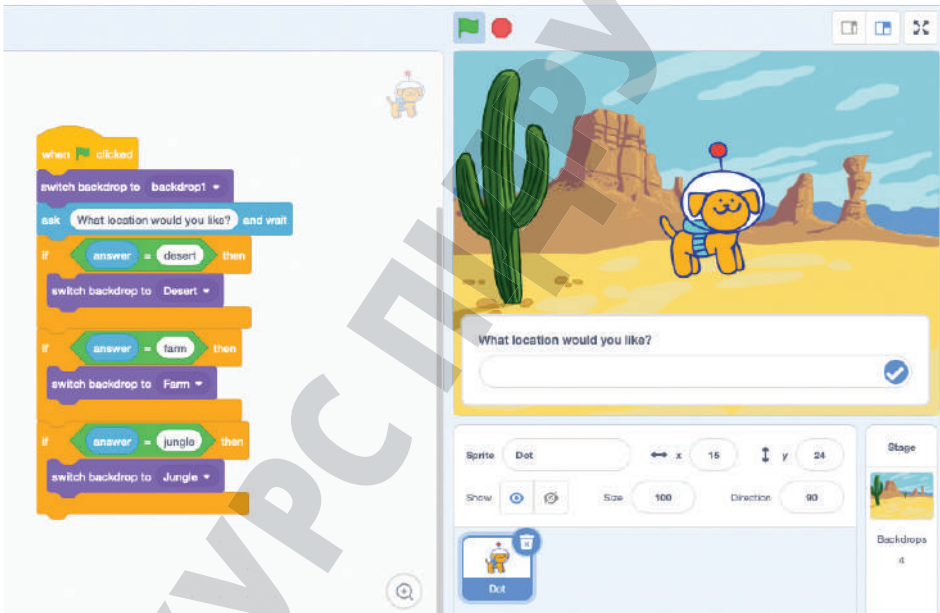 when clicked
switch backdrop to backdrop1
ask What location would you like? and wait
if answer = desert then
switch backdrop to Desert
if answer = farm then
switch backdrop to Farm
if answer = jungle then
switch backdrop to Jungle
What location would you like?
Sprite Dot x 15 y 24
Show Size 100 Direction 90
Dot
Stage
Backdrops
4
КУРС ПО ПКРУ